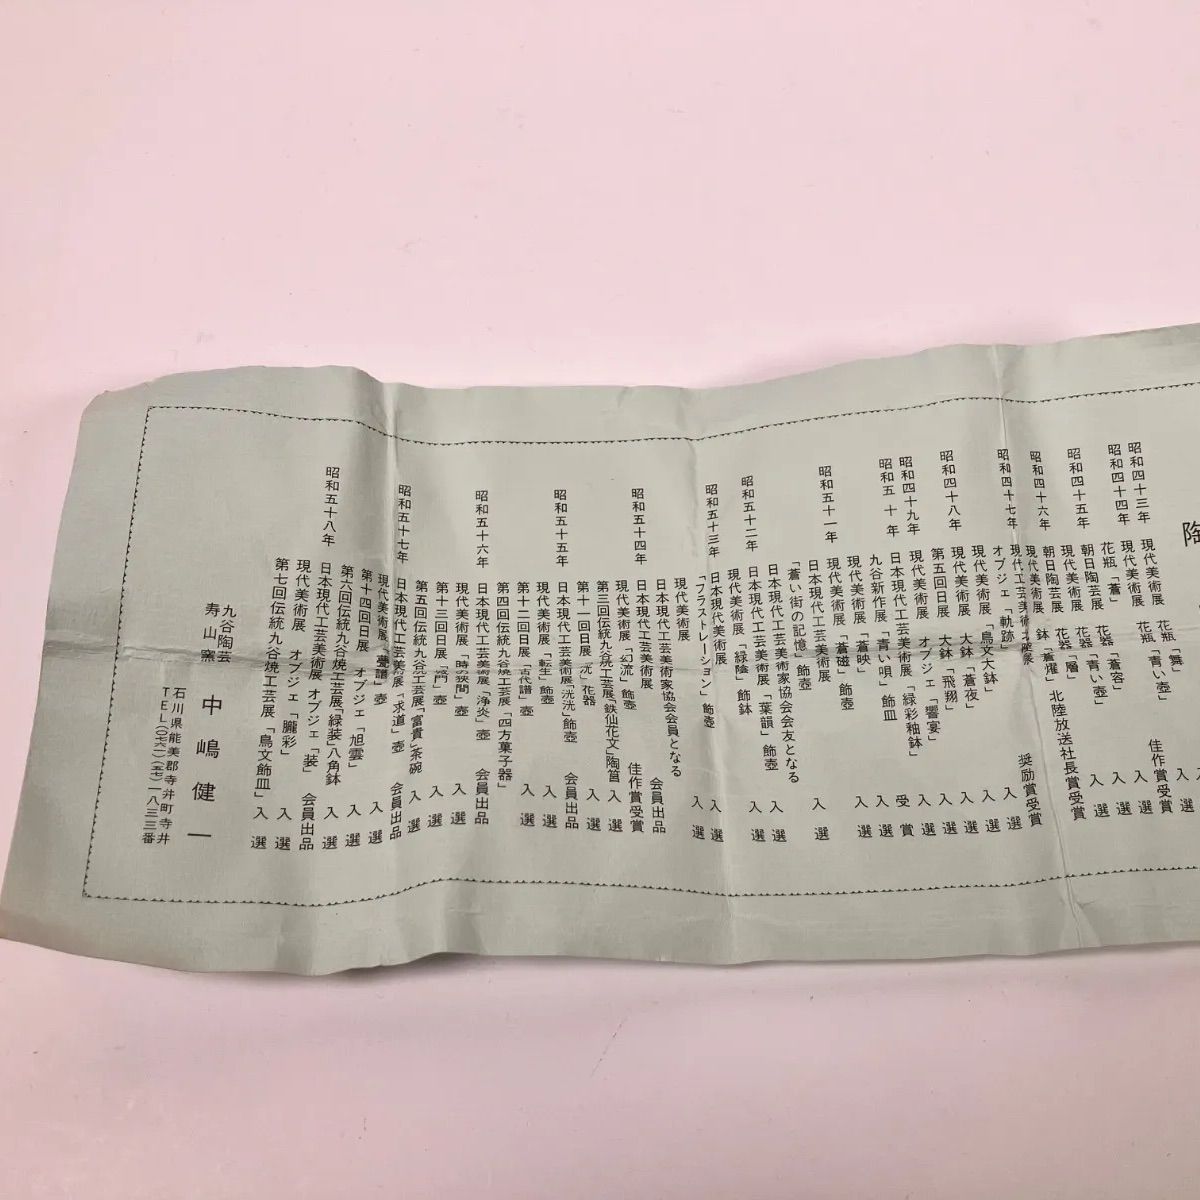 陶
昭和四十三年 現代美術展 花瓶「舞」 入
現代美術展 花瓶「青い壺」 佳作賞受賞
昭和四十四年 花瓶「蒼」 入選
朝日陶芸展 花器「蒼容」 入選
昭和四十五年 現代美術展 花器「層」
朝日陶芸展 鉢「蒼燿」 北陸放送社長賞受賞
昭和四十六年 現代工芸美術北陸展
オブジェ「軌跡」 奨励賞受賞
昭和四十七年 現代美術展「鳥文大鉢」 入選
現代美術展 大鉢「蒼夜」 入選
昭和四十八年 第五回日展 大鉢「飛翔」 入選
現代美術展 オブジェ「響宴」 入選
昭和四十九年 日本現代工芸美術展「緑彩釉鉢」 受賞
昭和五十年 九谷新作展「青い唄」飾皿 入選
現代美術展「蒼映」 入選
現代美術展「蒼磁」飾壺
昭和五十一年 日本現代工芸美術展
「蒼い街の記憶」飾壺 入選
日本現代工芸美術家協会会友となる
日本現代工芸美術展「葉韻」飾壺 入選
昭和五十二年 現代美術展「緑陰」飾鉢 入選
日本現代工芸美術展
昭和五十三年 「フラストレーション」飾壺 入選
現代美術展 入選
日本現代工芸美術家協会会員となる
日本現代工芸美術展 会員出品
昭和五十四年 現代美術展「幻流」飾壺 佳作賞受賞
第三回伝統九谷焼工芸展「鉄仙花文」陶筥 入選
第十一回日展「洸」花器 入選
昭和五十五年 日本現代工芸美術展「洸洸」飾壺 会員出品
現代美術展「転生」飾壺 入選
第十二回日展「古代譜」壺 入選
第四回伝統九谷焼工芸展「四方菓子器」
昭和五十六年 日本現代工芸美術展「浄炎」壺 会員出品
現代美術展「時の狭間」壺 入選
第十三回日展「門」壺 入選
第五回伝統九谷工芸展「富貴」茶碗 入選
昭和五十七年 日本現代工芸美術展「求道」壺 会員出品
現代美術展「譜」壺 入選
第十四回日展 オブジェ「旭雲」 入選
第六回伝統九谷焼工芸展「緑装」八角鉢 入選
昭和五十八年 日本現代工芸美術展 オブジェ「装」 会員出品
現代美術展 オブジェ「朧彩」 入選
第七回伝統九谷焼工芸展「鳥文飾皿」 入選
九谷陶芸
寿山窯 中嶋健一
石川県能美郡寺井町寺井
TEL(〇七六一)(五七)一八三三番